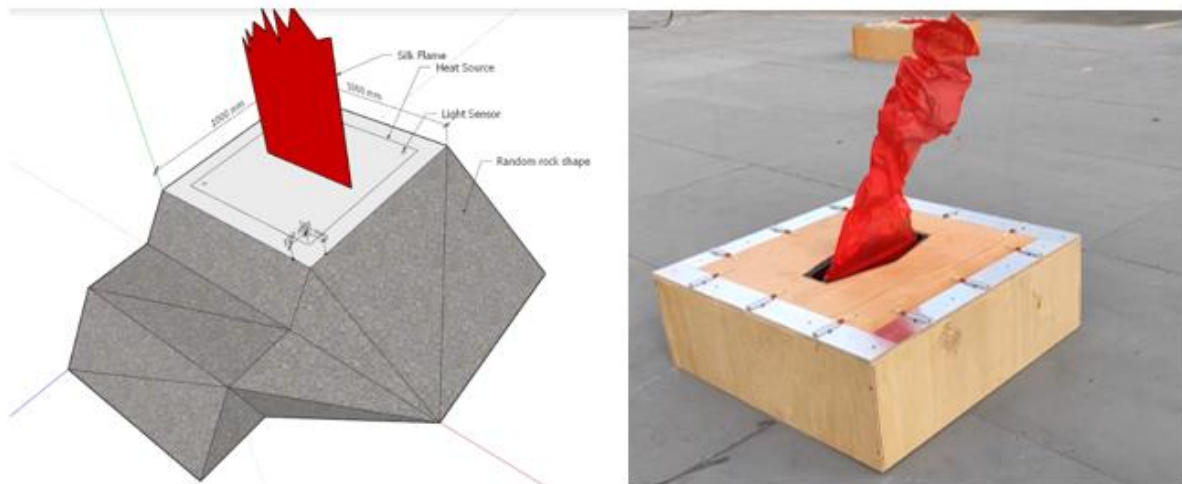 Silk Flame
Heat Source
1000 mm
1000 mm
Light Sensor
Random rock shape